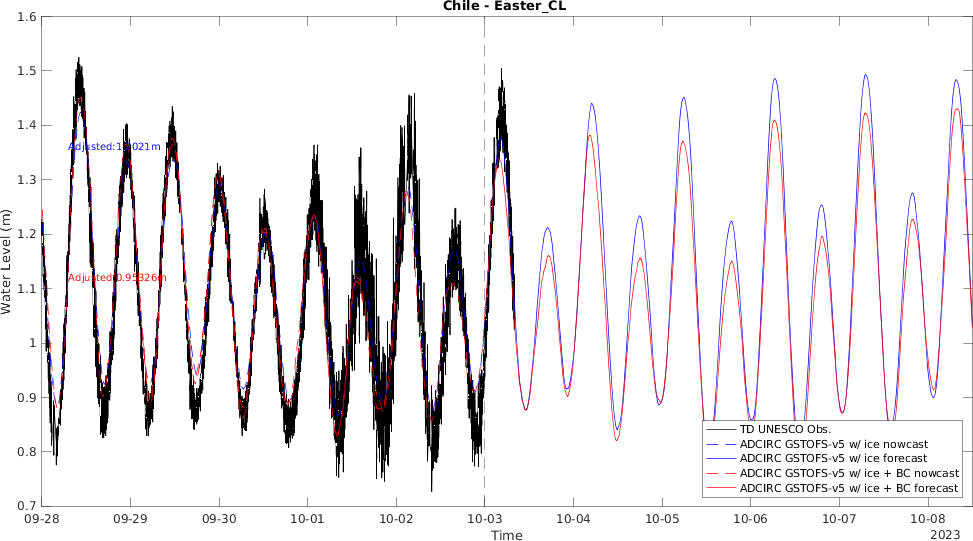 Chile - Easter_CL
1.6
1.5
1.4
1.3
1.2
1.1
1
0.9
0.8
0.7
Water Level (m)
Adjusted:0.95326m
TD UNESCO Obs.
ADCIRC GSTOFS-v5 w/ ice nowcast
ADCIRC GSTOFS-v5 w/ ice forecast
ADCIRC GSTOFS-v5 w/ ice + BC nowcast
ADCIRC GSTOFS-v5 w/ ice + BC forecast
09-28
09-29
09-30
10-01
10-02
10-03
10-04
10-05
10-06
10-07
10-08
Time
2023